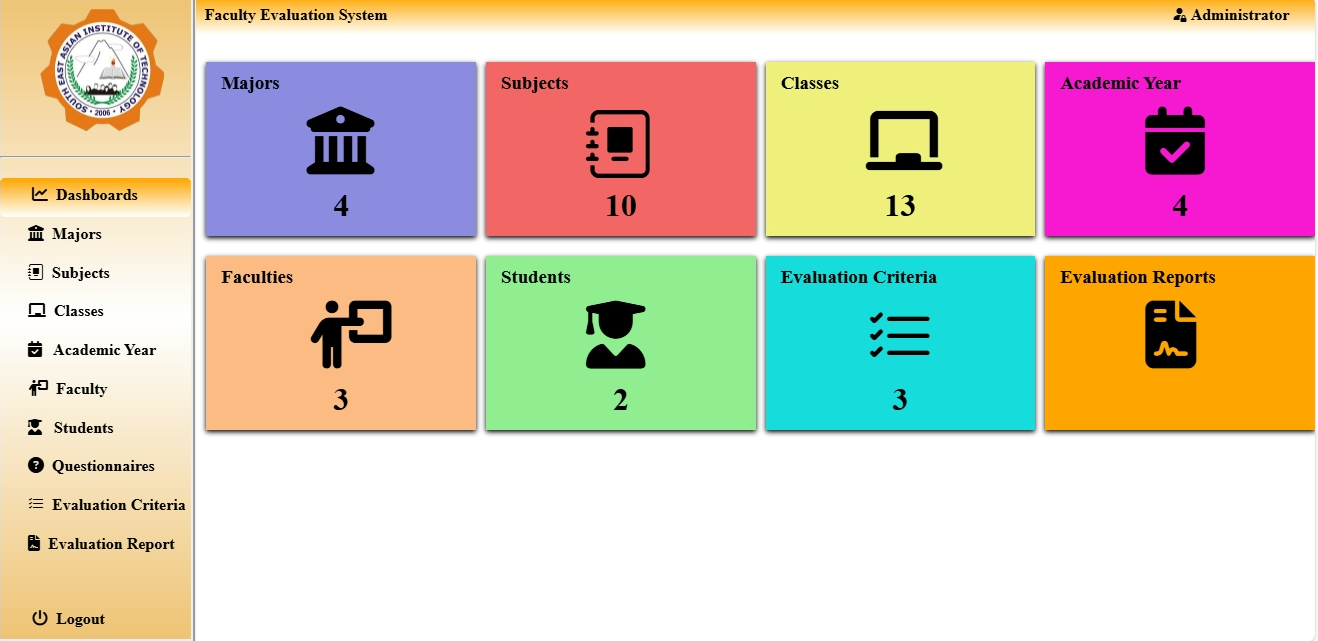 SOUTH EAST ASIAN INSTITUTE OF TECHNOLOGY
• 2006 •
Faculty Evaluation System
Administrator
Dashboards
Majors
Subjects
Classes
Academic Year
Faculty
Students
Questionnaires
Evaluation Criteria
Evaluation Report
Logout
Majors
4
Subjects
10
Classes
13
Academic Year
4
Faculties
3
Students
2
Evaluation Criteria
3
Evaluation Reports